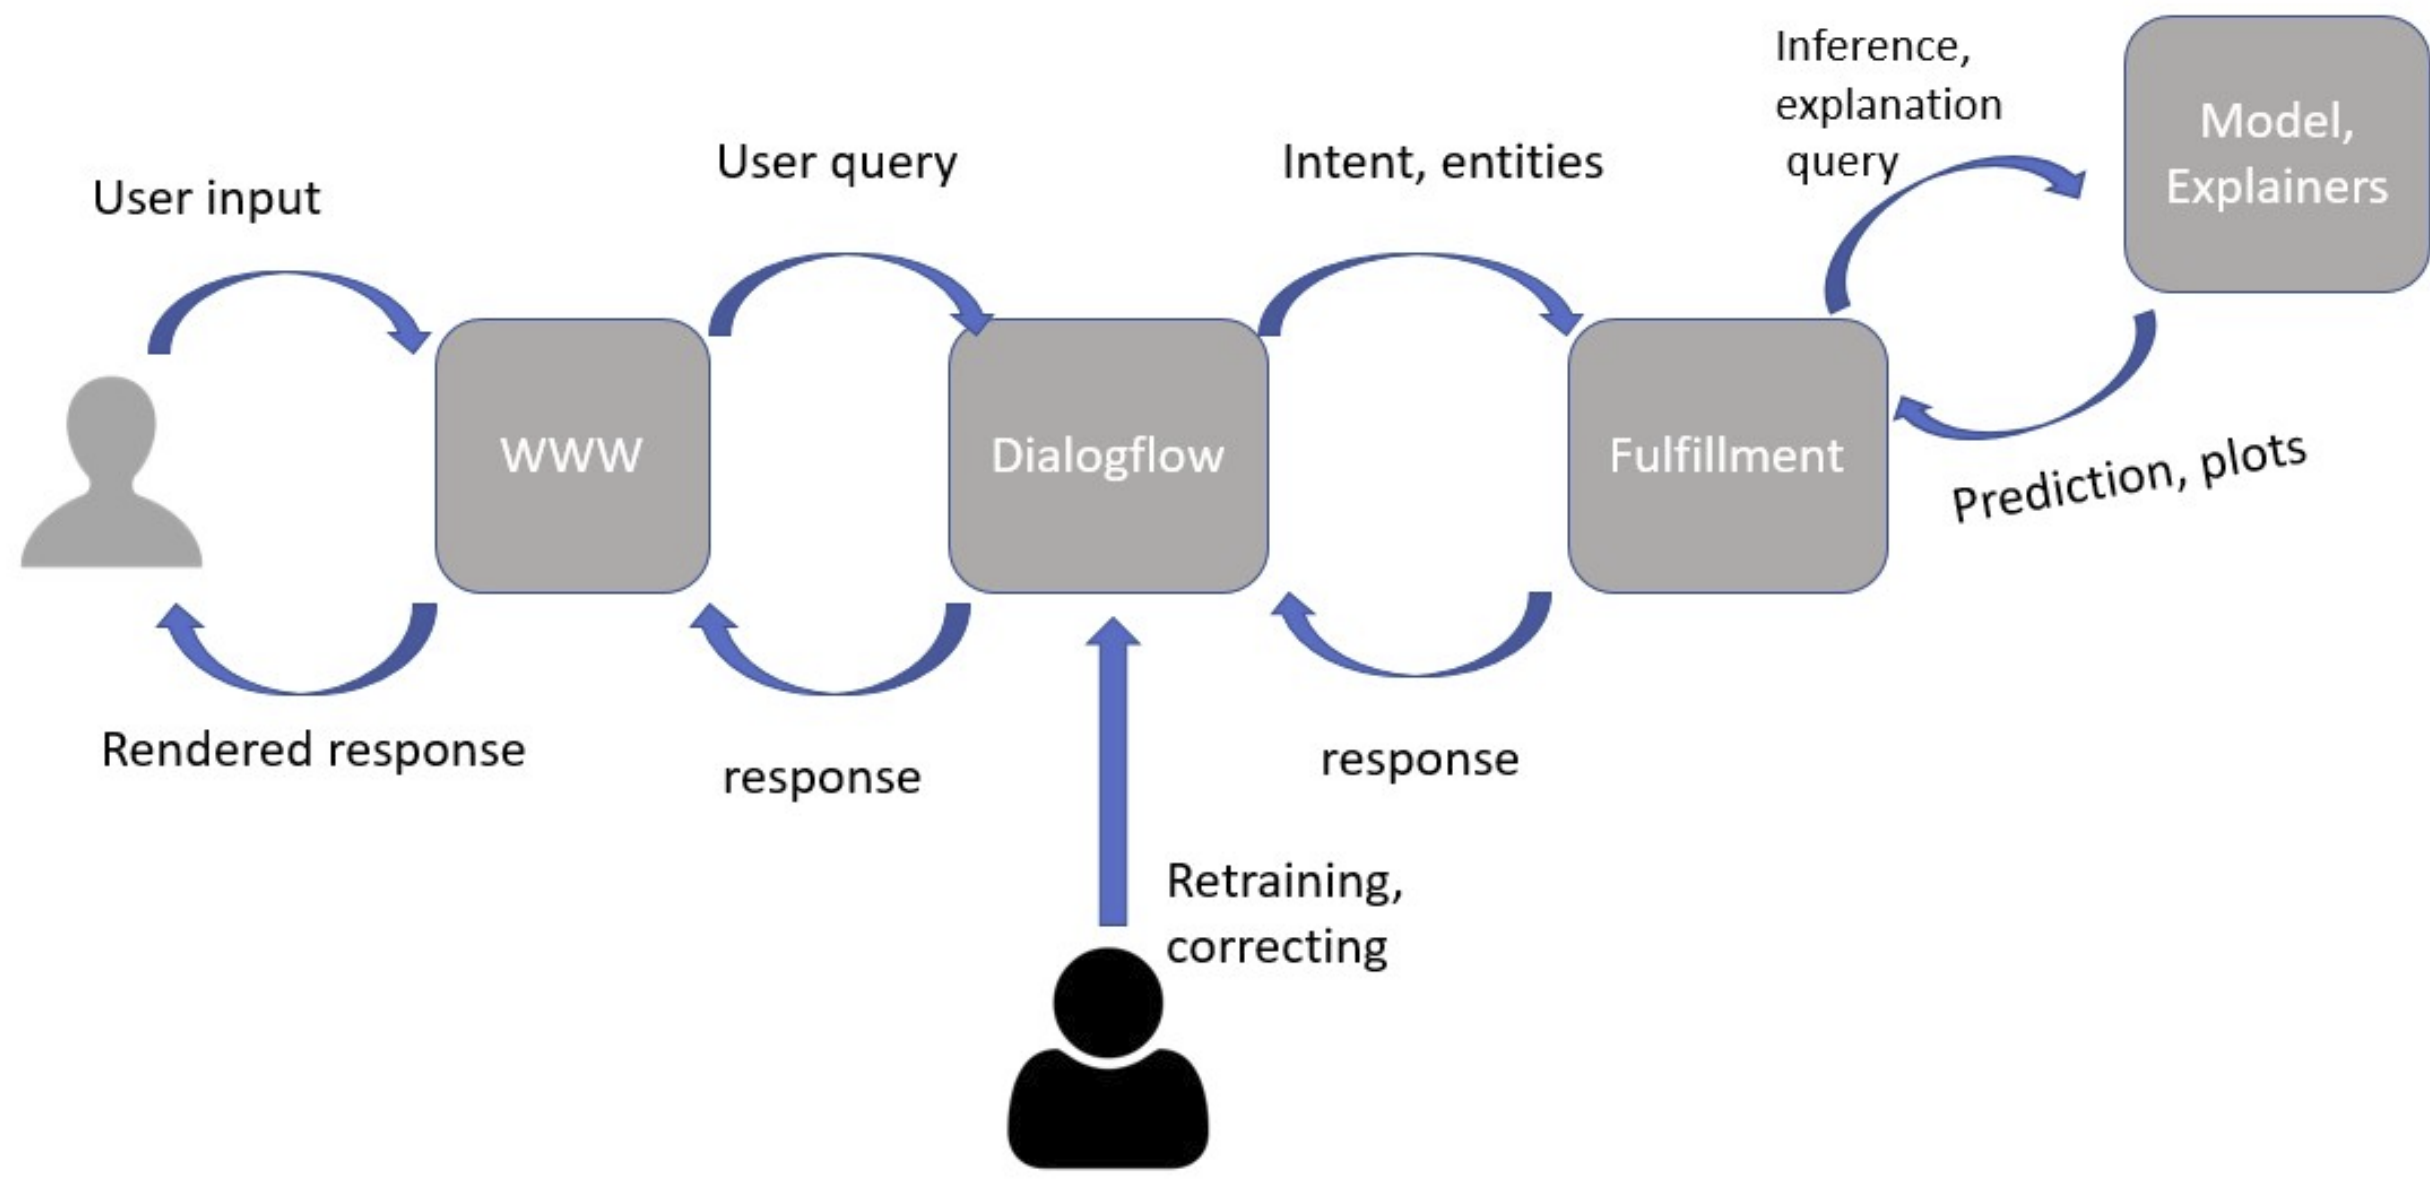 User input
User query
Intent, entities
Inference,
explanation
query
Model,
Explainers
WWW
Dialogflow
Fulfillment
Prediction, plots
Rendered response
response
response
Retraining,
correcting